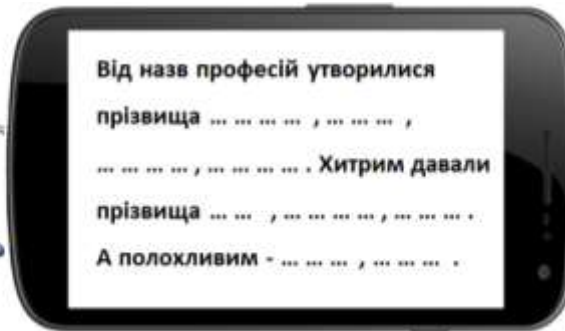 Від назв професій утворилися
прізвища ... ... ... ... , ... ... ... ,
... ... ... ... , ... ... ... ... . Хитрим давали
прізвища ... ... , ... ... ... ... , ... ... ... .
А полохливим - ... ... ... , ... ... ... .